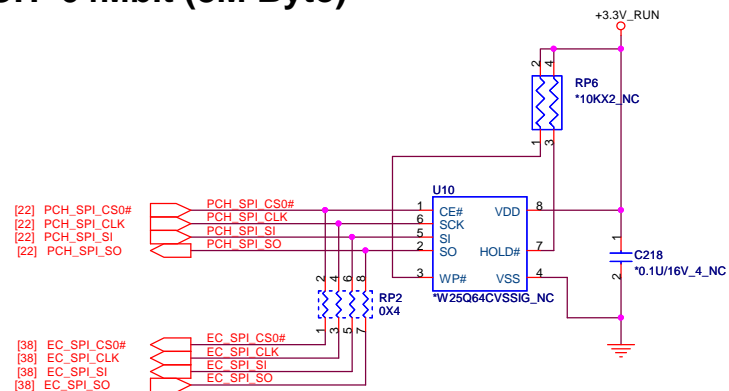 64Mbit (8M Byte)
+3.3V_RUN
2 4
RP6
*10KX2_NC
1 3
U10
[22] PCH_SPI_CS0# PCH_SPI_CS0# 1 CE# VDD 8
[22] PCH_SPI_CLK PCH_SPI_CLK 6 SCK
[22] PCH_SPI_SI PCH_SPI_SI 5 SI
[22] PCH_SPI_SO PCH_SPI_SO 2 SO HOLD# 7
3 WP# VSS 4
*W25Q64CVSSIG_NC
1
C218
*0.1U/16V_4_NC
2
2 4 6 8
RP2
0X4
1 3 5 7
[38] EC_SPI_CS0# EC_SPI_CS0#
[38] EC_SPI_CLK EC_SPI_CLK
[38] EC_SPI_SI EC_SPI_SI
[38] EC_SPI_SO EC_SPI_SO